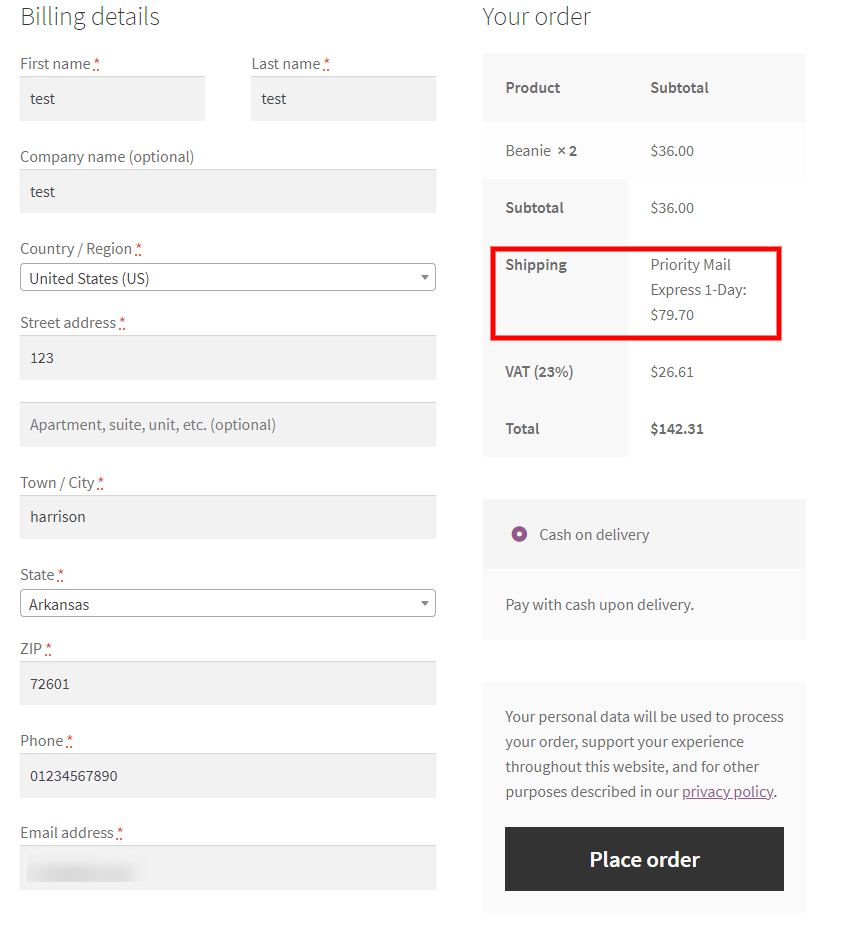 Billing details
First name *
Last name *
test
test
Company name (optional)
test
Country / Region *
United States (US)
Street address *
123
Apartment, suite, unit, etc. (optional)
Town / City *
harrison
State *
Arkansas
ZIP *
72601
Phone *
01234567890
Email address *
Your order
Product Subtotal
Beanie × 2 $36.00
Subtotal $36.00
Shipping Priority Mail
Express 1-Day:
$79.70
VAT (23%) $26.61
Total $142.31
Cash on delivery
Pay with cash upon delivery.
Your personal data will be used to process
your order, support your experience
throughout this website, and for other
purposes described in our privacy policy.
Place order